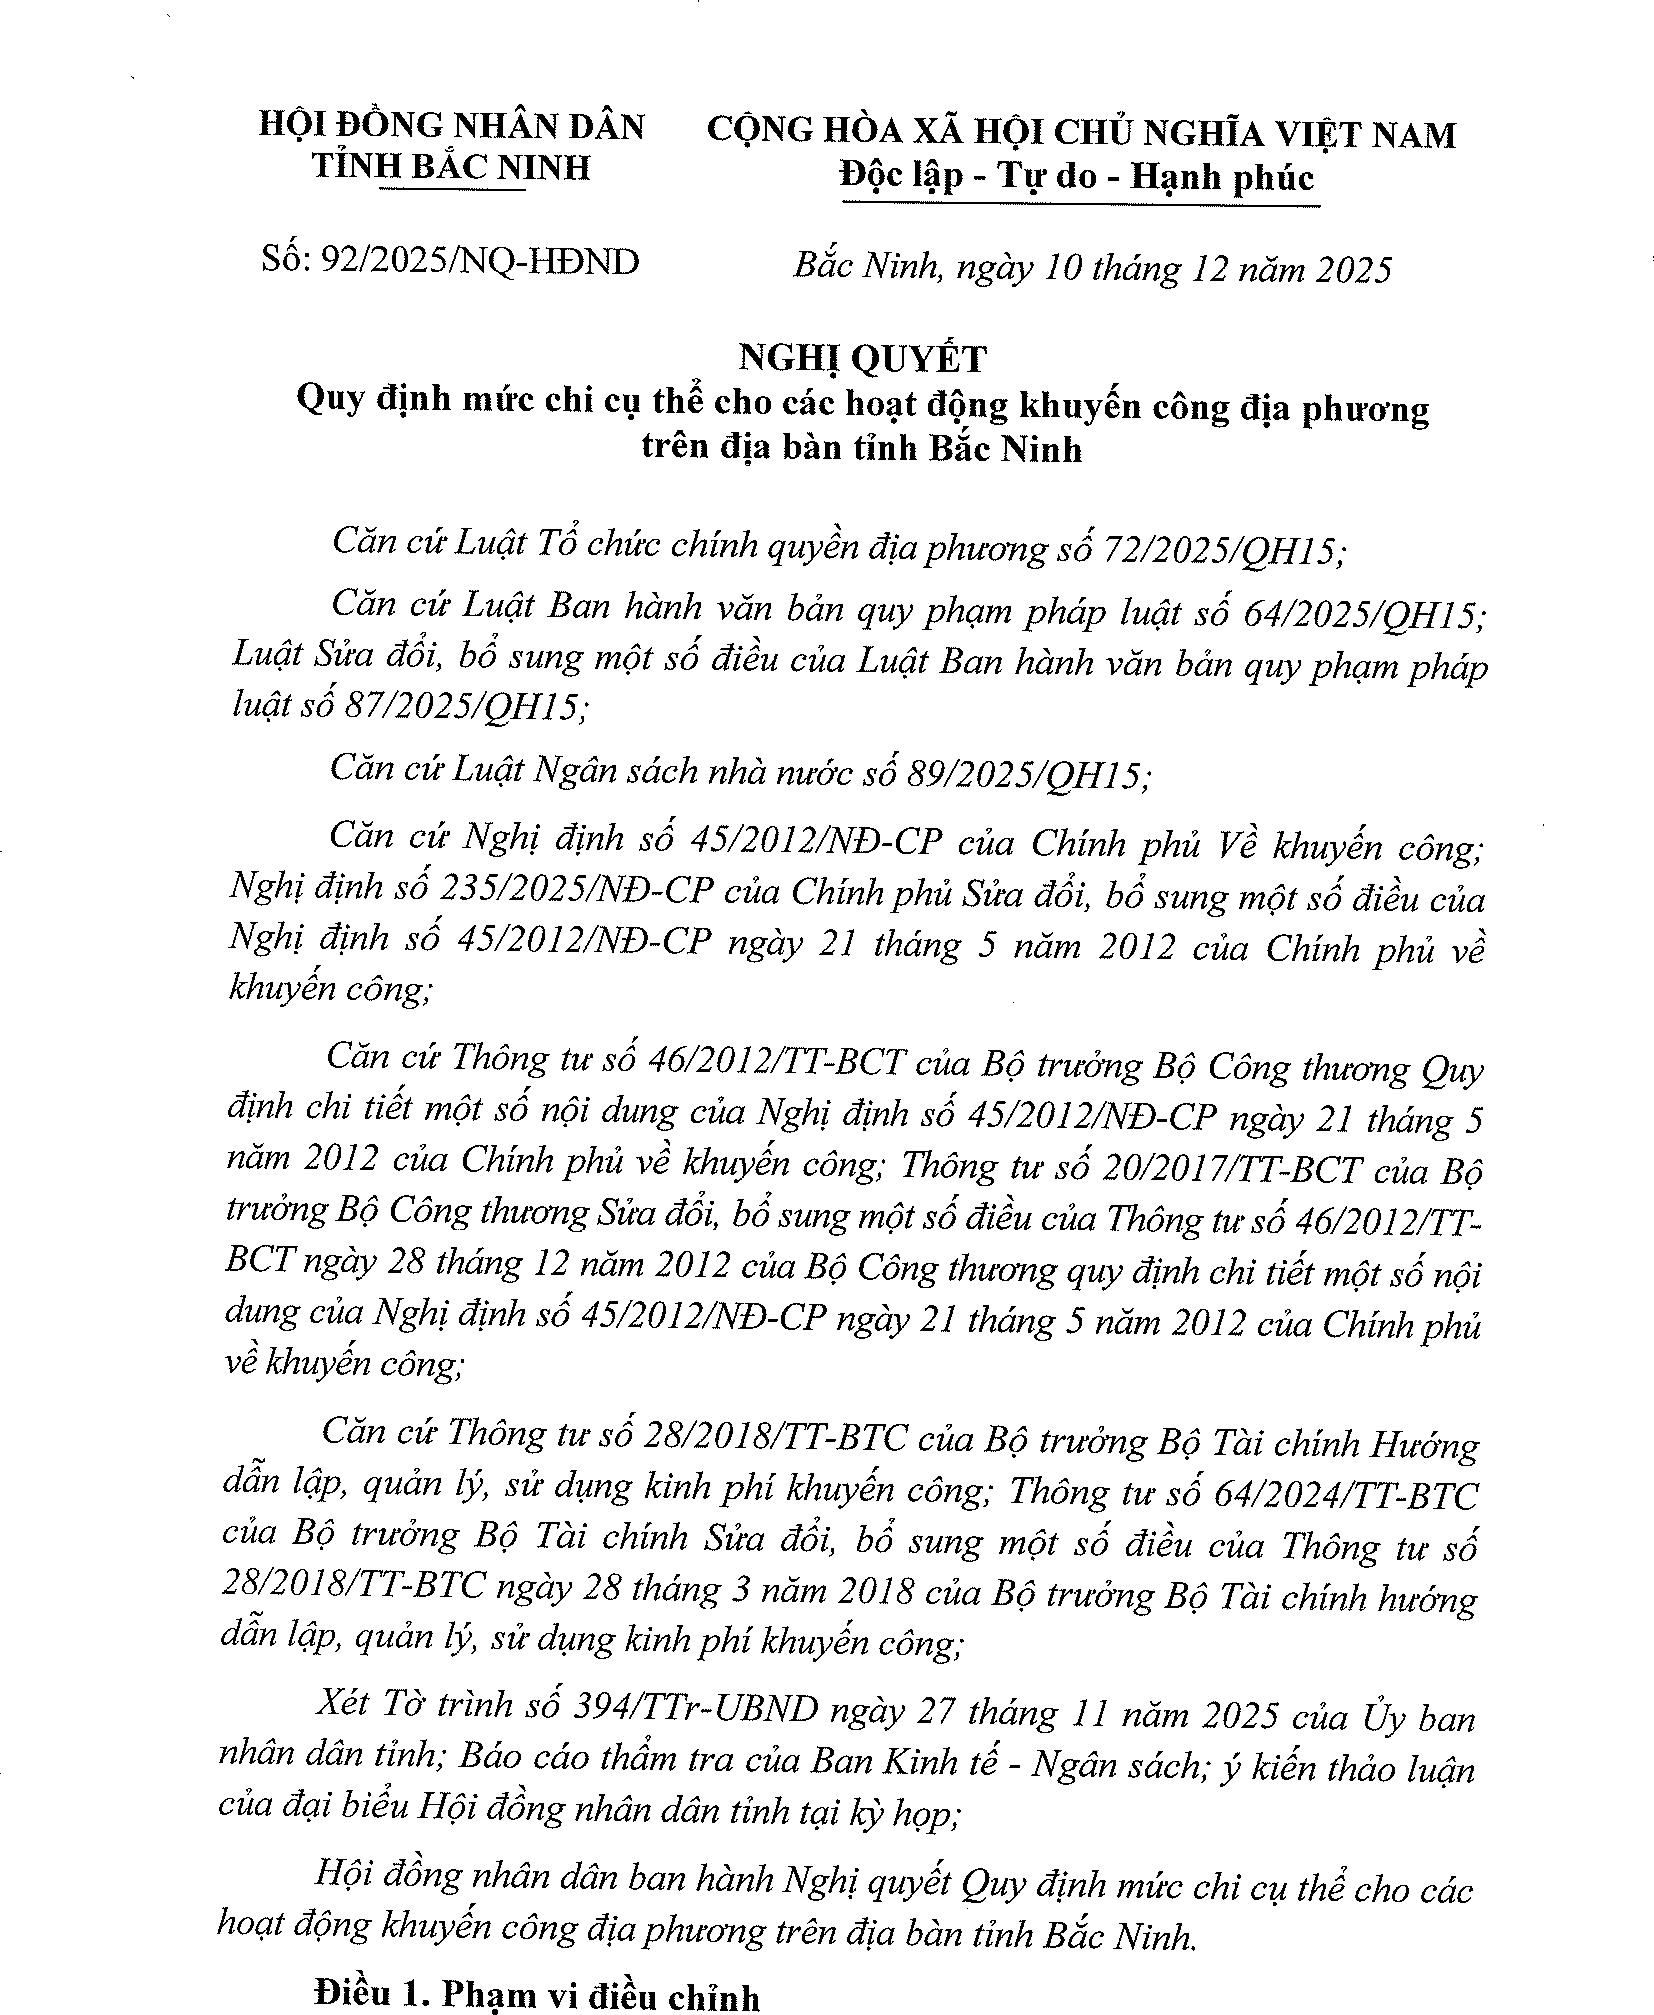 HỘI ĐỒNG NHÂN DÂN
TỈNH BẮC NINH
CỘNG HÒA XÃ HỘI CHỦ NGHĨA VIỆT NAM
Độc lập - Tự do - Hạnh phúc
Số: 92/2025/NQ-HĐND
Bắc Ninh, ngày 10 tháng 12 năm 2025
NGHỊ QUYẾT
Quy định mức chi cụ thể cho các hoạt động khuyến công địa phương
trên địa bàn tỉnh Bắc Ninh
Căn cứ Luật Tổ chức chính quyền địa phương số 72/2025/QH15;
Căn cứ Luật Ban hành văn bản quy phạm pháp luật số 64/2025/QH15;
Luật Sửa đổi, bổ sung một số điều của Luật Ban hành văn bản quy phạm pháp
luật số 87/2025/QH15;
Căn cứ Luật Ngân sách nhà nước số 89/2025/QH15;
Căn cứ Nghị định số 45/2012/NĐ-CP của Chính phủ Về khuyến công;
Nghị định số 235/2025/NĐ-CP của Chính phủ Sửa đổi, bổ sung một số điều của
Nghị định số 45/2012/NĐ-CP ngày 21 tháng 5 năm 2012 của Chính phủ về
khuyến công;
Căn cứ Thông tư số 46/2012/TT-BCT của Bộ trưởng Bộ Công thương Quy
định chi tiết một số nội dung của Nghị định số 45/2012/NĐ-CP ngày 21 tháng 5
năm 2012 của Chính phủ về khuyến công; Thông tư số 20/2017/TT-BCT của Bộ
trưởng Bộ Công thương Sửa đổi, bổ sung một số điều của Thông tư số 46/2012/TT-
BCT ngày 28 tháng 12 năm 2012 của Bộ Công thương quy định chi tiết một số nội
dung của Nghị định số 45/2012/NĐ-CP ngày 21 tháng 5 năm 2012 của Chính phủ
về khuyến công;
Căn cứ Thông tư số 28/2018/TT-BTC của Bộ trưởng Bộ Tài chính Hướng
dẫn lập, quản lý, sử dụng kinh phí khuyến công; Thông tư số 64/2024/TT-BTC
của Bộ trưởng Bộ Tài chính Sửa đổi, bổ sung một số điều của Thông tư số
28/2018/TT-BTC ngày 28 tháng 3 năm 2018 của Bộ trưởng Bộ Tài chính hướng
dẫn lập, quản lý, sử dụng kinh phí khuyến công;
Xét Tờ trình số 394/TTr-UBND ngày 27 tháng 11 năm 2025 của Ủy ban
nhân dân tỉnh; Báo cáo thẩm tra của Ban Kinh tế - Ngân sách; ý kiến thảo luận
của đại biểu Hội đồng nhân dân tỉnh tại kỳ họp;
Hội đồng nhân dân ban hành Nghị quyết Quy định mức chi cụ thể cho các
hoạt động khuyến công địa phương trên địa bàn tỉnh Bắc Ninh.
Điều 1. Phạm vi điều chỉnh